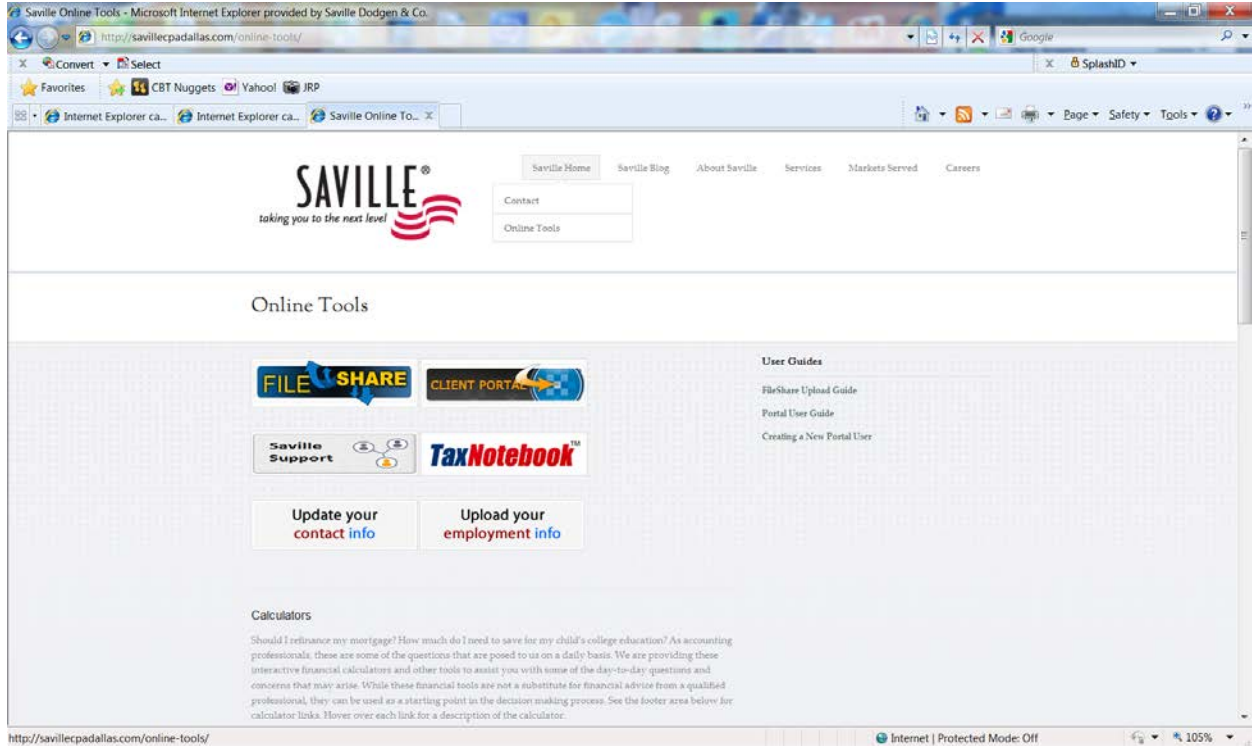 Saville Online Tools - Microsoft Internet Explorer provided by Saville Dodgen & Co.
http://savillecpadallas.com/online-tools/
Google
x Convert Select
x SplashID
Favorites CBT Nuggets Yahoo! JRP
Internet Explorer ca... Internet Explorer ca... Saville Online To... x
Page Safety Tools
SAVILLE®
taking you to the next level
Saville Home Saville Blog About Saville Services Markets Served Careers
Contact
Online Tools
Online Tools
FILE SHARE
CLIENT PORTAL
Saville Support
TaxNotebook™
Update your
contact info
Upload your
employment info
User Guides
FileShare Upload Guide
Portal User Guide
Creating a New Portal User
Calculators
Should I refinance my mortgage? How much do I need to save for my child's college education? As accounting
professionals, these are some of the questions that are posed to us on a daily basis. We are providing these
interactive financial calculators and other tools to assist you with some of the day-to-day questions and
concerns that may arise. While these financial tools are not a substitute for financial advice from a qualified
professional, they can be used as a starting point in the decision making process. See the footer area below for
calculator links. Hover over each link for a description of the calculator.
http://savillecpadallas.com/online-tools/
Internet | Protected Mode: Off
105%